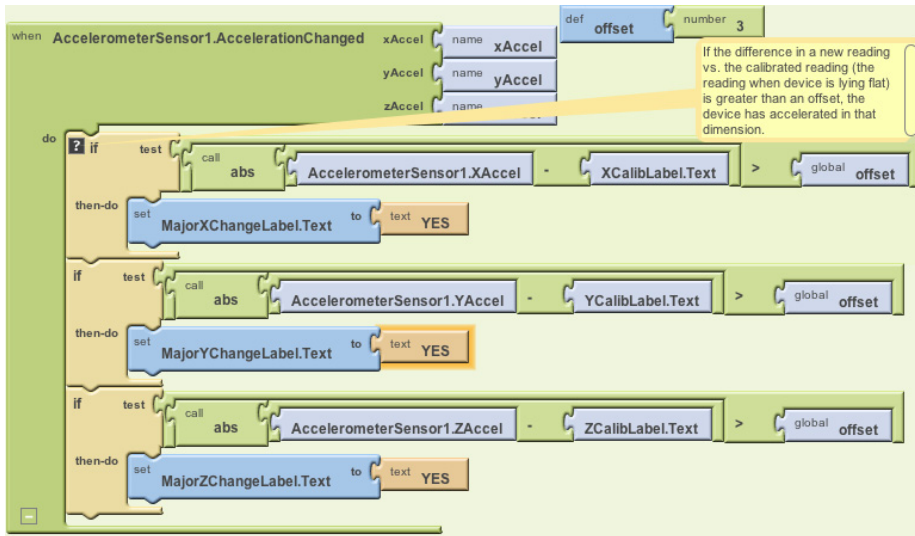 def offset number 3
when AccelerometerSensor1.AccelerationChanged xAccel name xAccel
yAccel name yAccel
zAccel name
If the difference in a new reading
vs. the calibrated reading (the
reading when device is lying flat)
is greater than an offset, the
device has accelerated in that
dimension.
do
? if test call abs AccelerometerSensor1.XAccel - XCalibLabel.Text > global offset
then-do set MajorXChangeLabel.Text to text YES
if test call abs AccelerometerSensor1.YAccel - YCalibLabel.Text > global offset
then-do set MajorYChangeLabel.Text to text YES
if test call abs AccelerometerSensor1.ZAccel - ZCalibLabel.Text > global offset
then-do set MajorZChangeLabel.Text to text YES